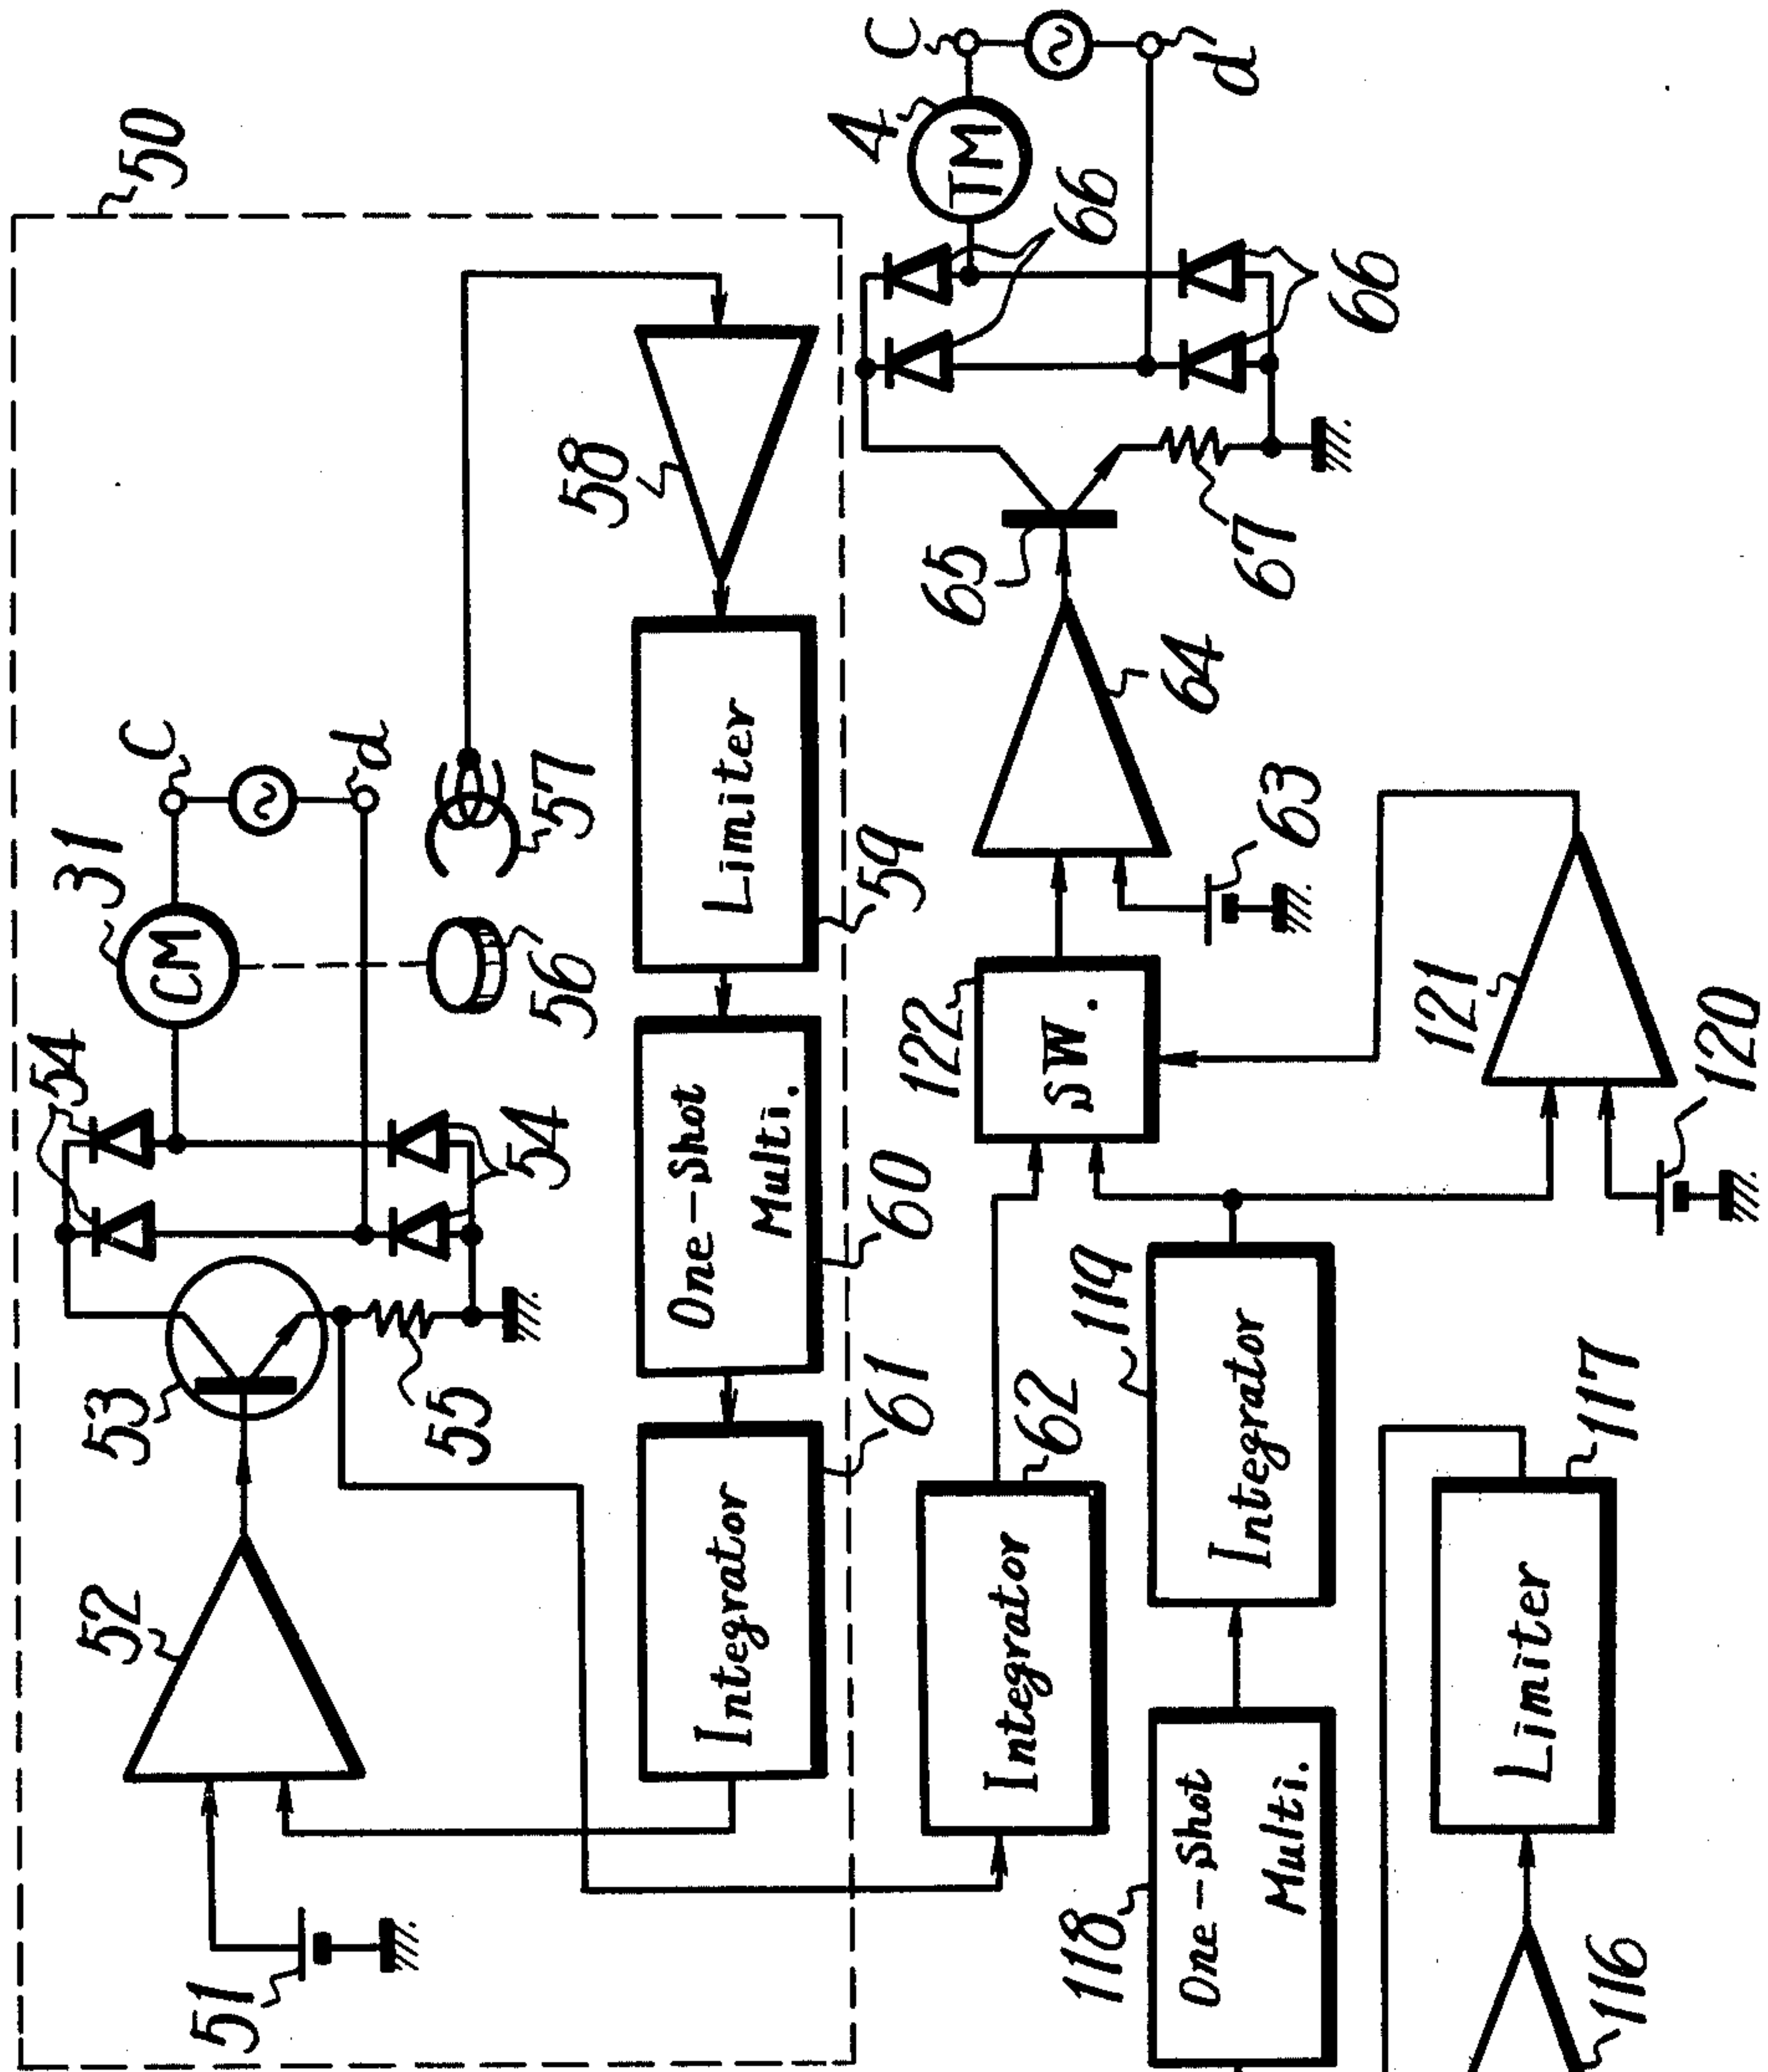 50
52
53
54
31
CM
C
d
51
55
54
56
57
58
Integrator
One-Shot
Multi.
Limiter
61
60
59
4
TM
C
d
66
66
65
67
Integrator
62
122
SW.
64
63
118
One-Shot
Multi.
119
Integrator
121
120
116
Limiter
117